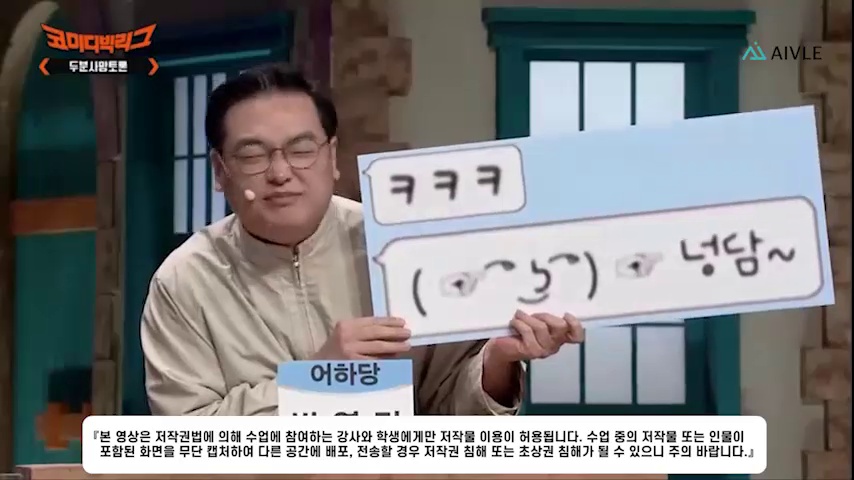 코미디빅리그
두분사망토론
AIVLE
ㅋㅋㅋ
( ͡ ͜ʖ ͡ ) 넝담~
어하당
『본 영상은 저작권법에 의해 수업에 참여하는 강사와 학생에게만 저작물 이용이 허용됩니다. 수업 중의 저작물 또는 인물이
포함된 화면을 무단 캡처하여 다른 공간에 배포, 전송할 경우 저작권 침해 또는 초상권 침해가 될 수 있으니 주의 바랍니다.』